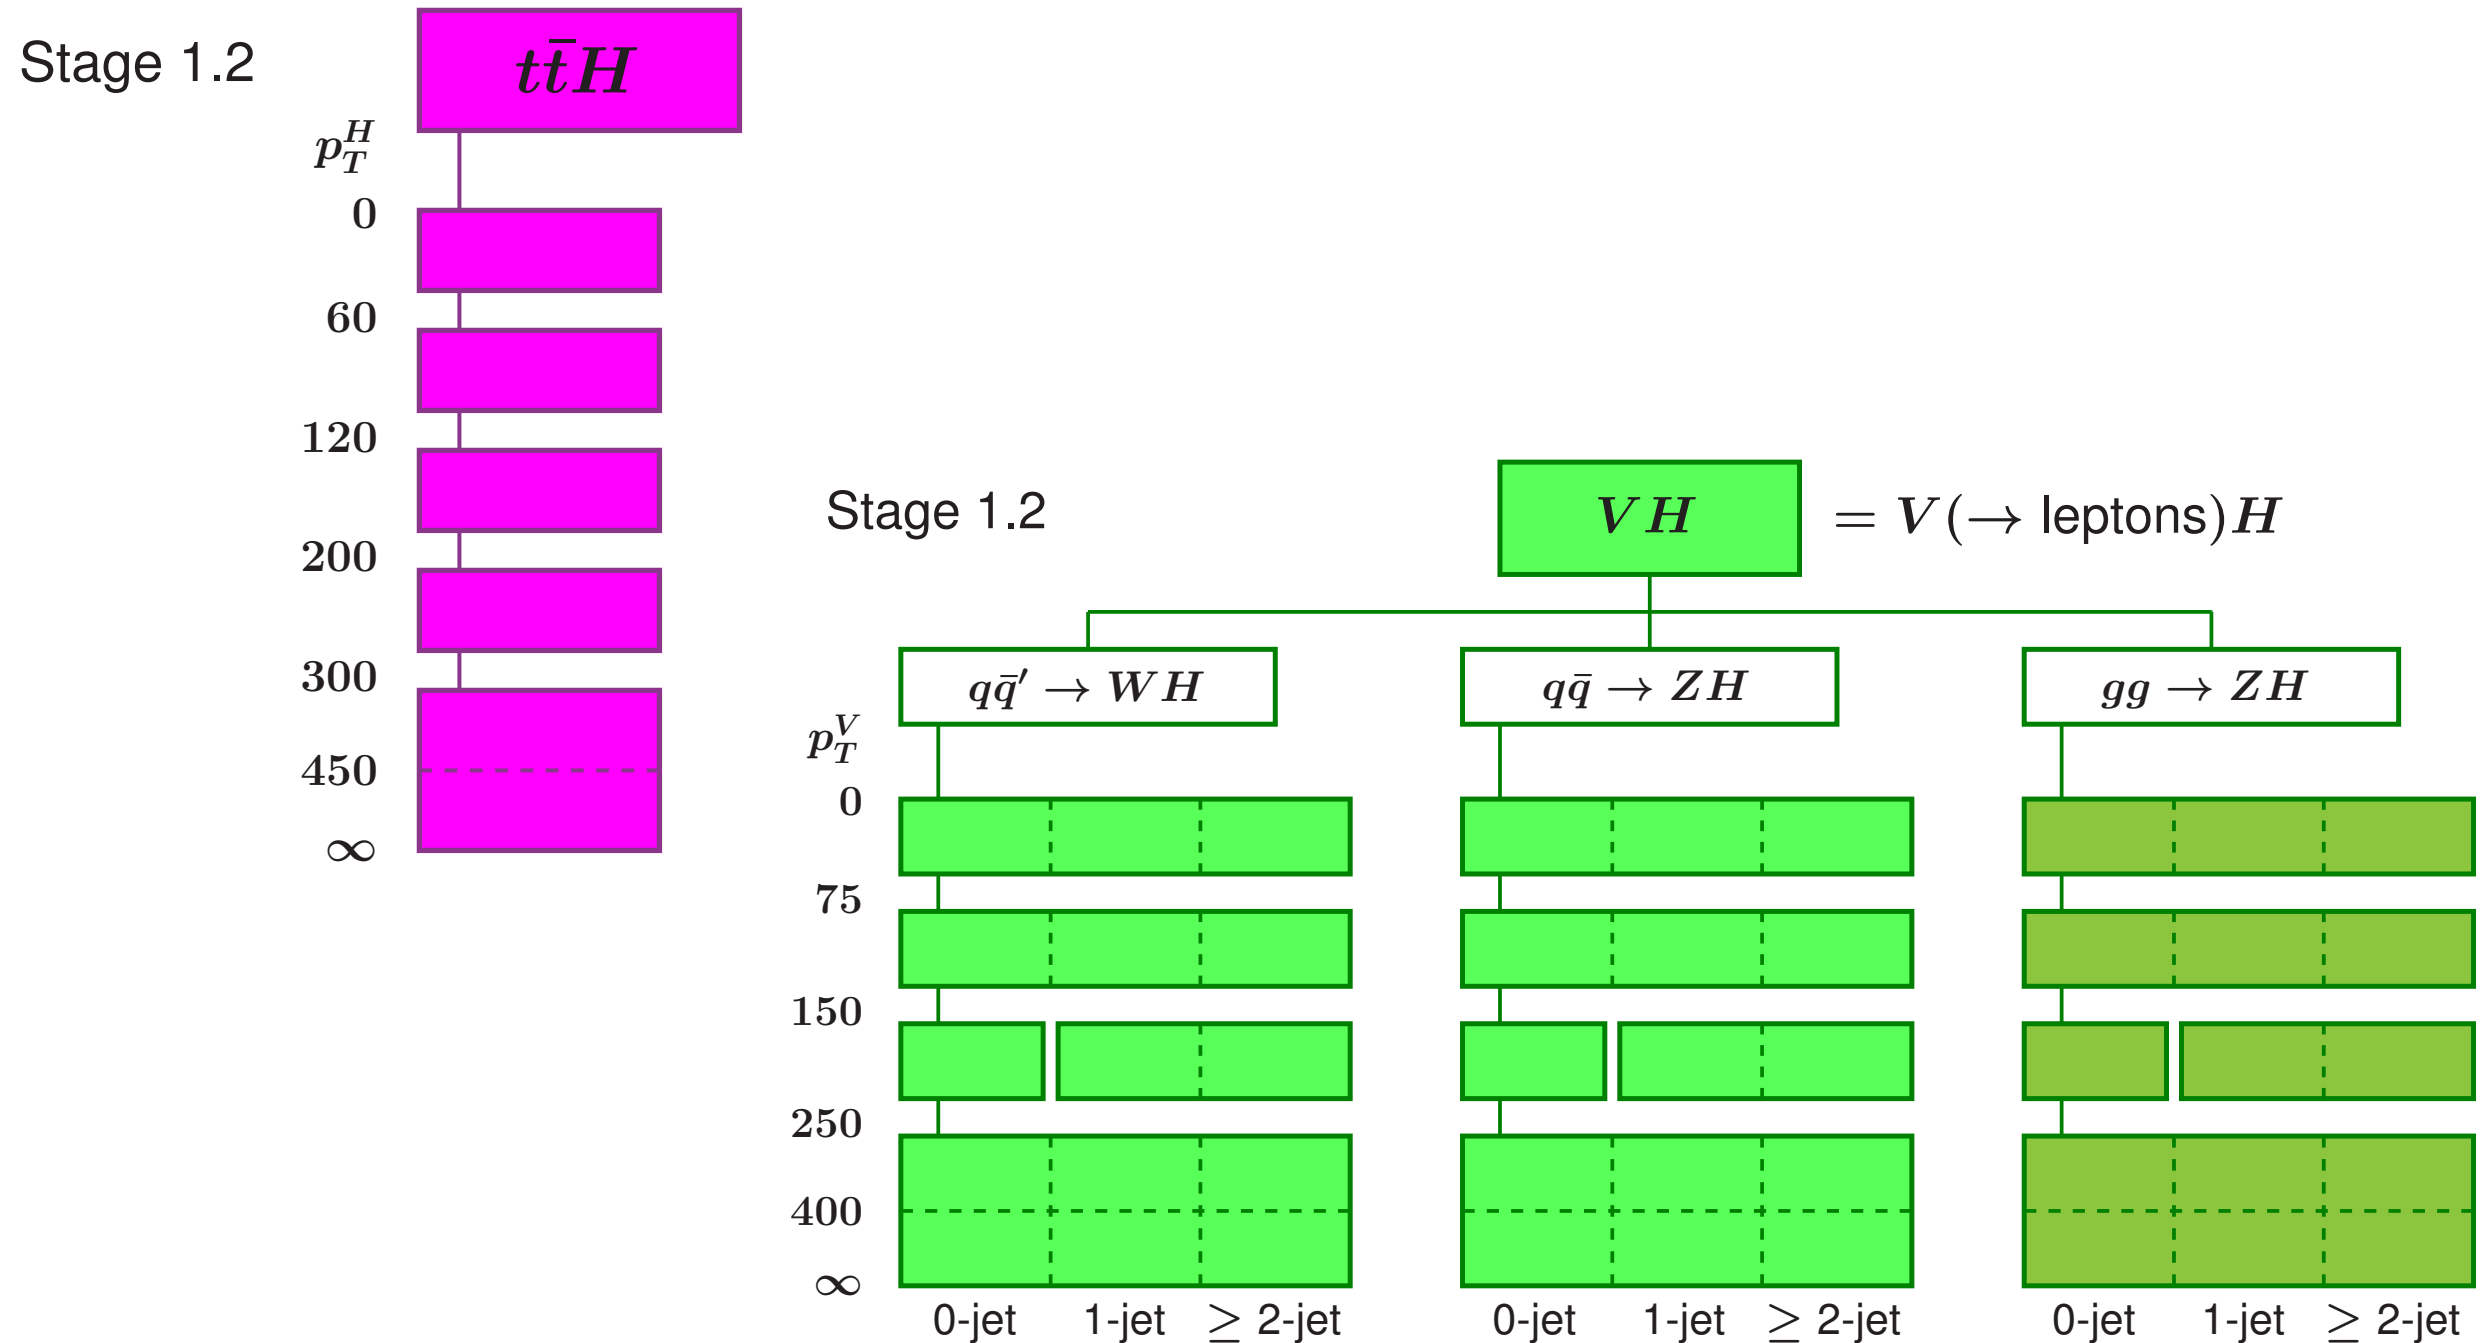 Stage 1.2
tt̄H
p_T^H
0
60
120
200
300
450
∞
Stage 1.2
VH
= V(→ leptons)H
qq̄′ → WH
qq̄ → ZH
gg → ZH
p_T^V
0
75
150
250
400
∞
0-jet 1-jet ≥ 2-jet
0-jet 1-jet ≥ 2-jet
0-jet 1-jet ≥ 2-jet